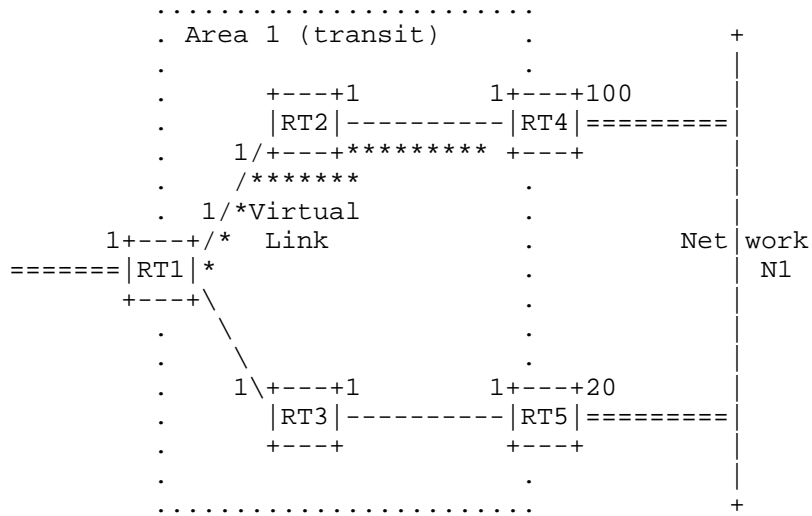 ..........................
. Area 1 (transit)     .            +
.                      .            |
.      +---+1        1+---+100      |
.      |RT2|----------|RT4|=========|
.    1/+---+********* +---+         |
.    /*******          .            |
.  1/*Virtual          .            |
1+---+/*  Link             .         Net|work
=======|RT1|*                  .            | N1
+---+\                   .            |
.  \                   .            |
.   \                  .            |
.   1\+---+1        1+---+20        |
.     |RT3|----------|RT5|=========|
.     +---+          +---+          |
.                      .            |
..........................            +